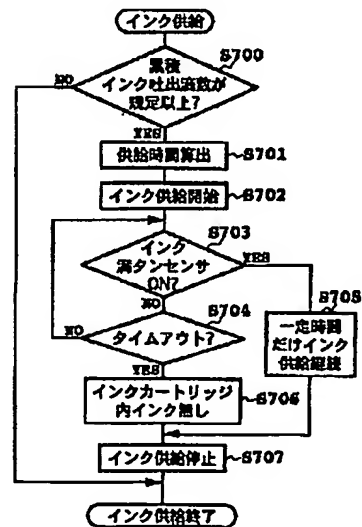 インク供給
S700
NO
累積
インク吐出滴数が
規定以上?
YES
供給時間算出
S701
インク供給開始
S702
S703
インク
満タンセンサ
ON?
YES
NO
S704
S705
NO
タイムアウト?
一定時間
だけインク
供給継続
YES
インクカートリッジ
内インク無し
S706
インク供給停止
S707
インク供給終了